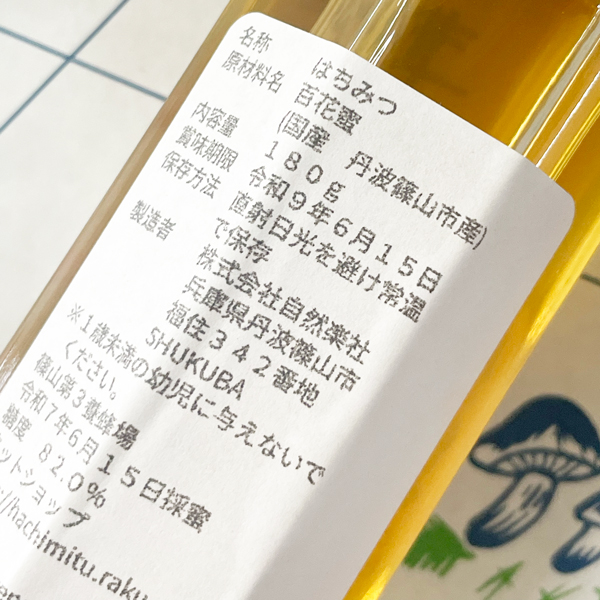 名称 はちみつ
原材料名 百花蜜
(国産 丹波篠山市産)
内容量 180g
賞味期限 令和9年6月15日
保存方法 直射日光を避け常温
で保存
製造者 株式会社自然薬社
兵庫県丹波篠山市
福住342番地
SHUKUBA
※1歳未満の幼児に与えないで
ください。
篠山第3養蜂場
令和7年6月15日採蜜
糖度 82.0%
ットショップ
/hachimitu.raku